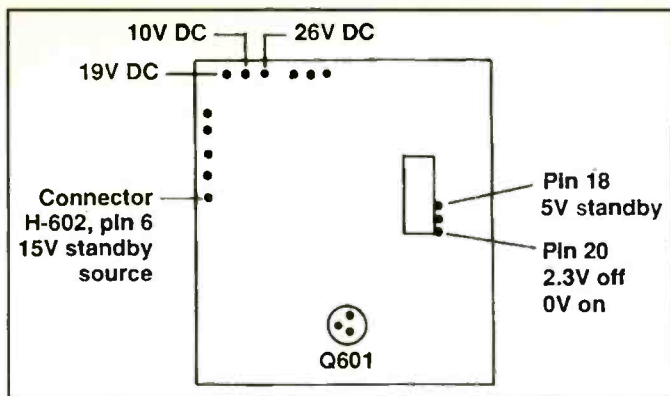 10V DC
26V DC
19V DC
Connector
H-602, pin 6
15V standby
source
Pin 18
5V standby
Pin 20
2.3V off
0V on
Q601